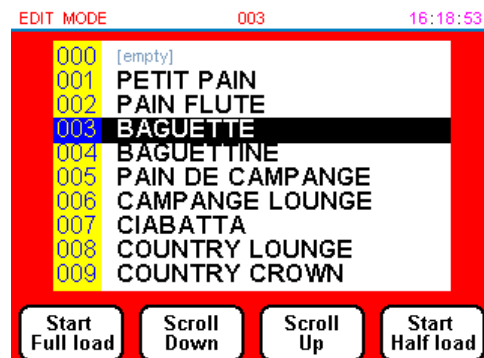 EDIT MODE 003 16:18:53
000 [empty]
001 PETIT PAIN
002 PAIN FLUTE
003 BAGUETTE
004 BAGUETTINE
005 PAIN DE CAMPANGE
006 CAMPANGE LOUNGE
007 CIABATTA
008 COUNTRY LOUNGE
009 COUNTRY CROWN
Start Scroll Scroll Start
Full load Down Up Half load